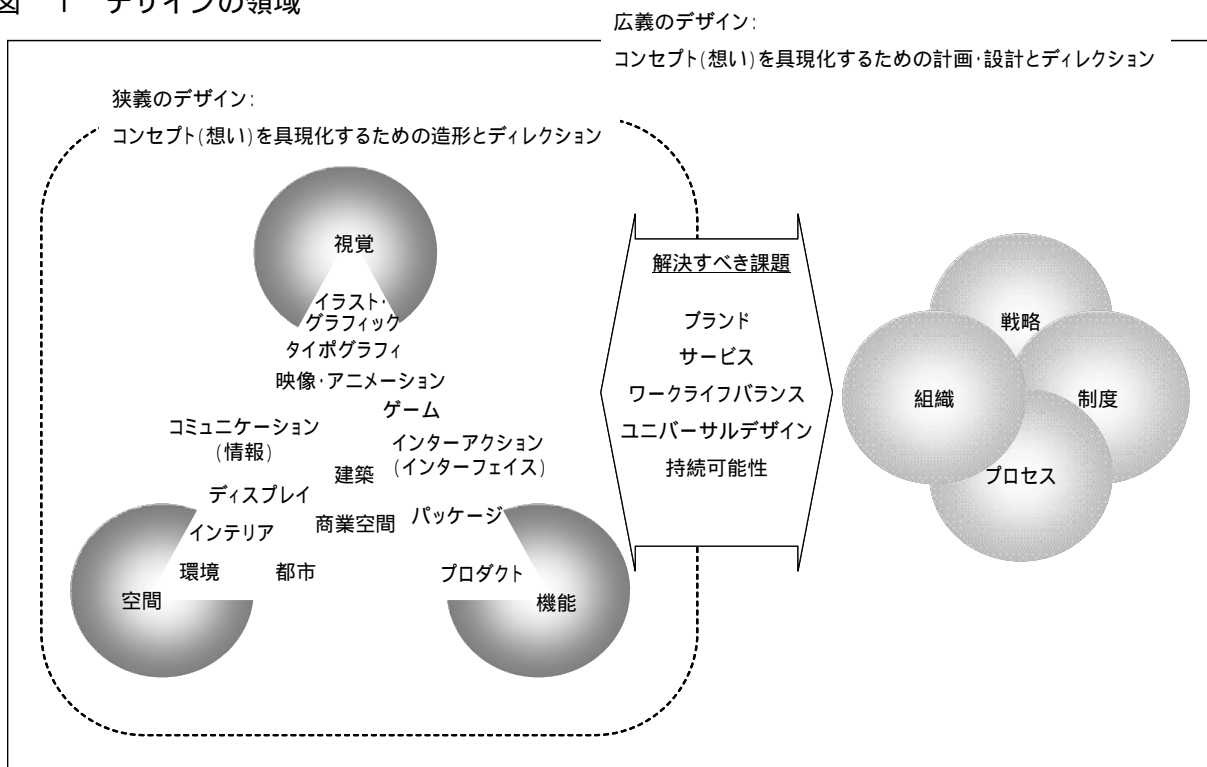 図 1 デザインの領域
広義のデザイン:
コンセプト(想い)を具現化するための計画・設計とディレクション
狭義のデザイン:
コンセプト(想い)を具現化するための造形とディレクション
視覚
イラスト・
グラフィック
タイポグラフィ
映像・アニメーション
ゲーム
コミュニケーション
(情報)
インターアクション
(インターフェイス)
建築
ディスプレイ
商業空間
パッケージ
インテリア
環境
都市
プロダクト
空間
機能
解決すべき課題
ブランド
サービス
ワークライフバランス
ユニバーサルデザイン
持続可能性
戦略
組織
制度
プロセス